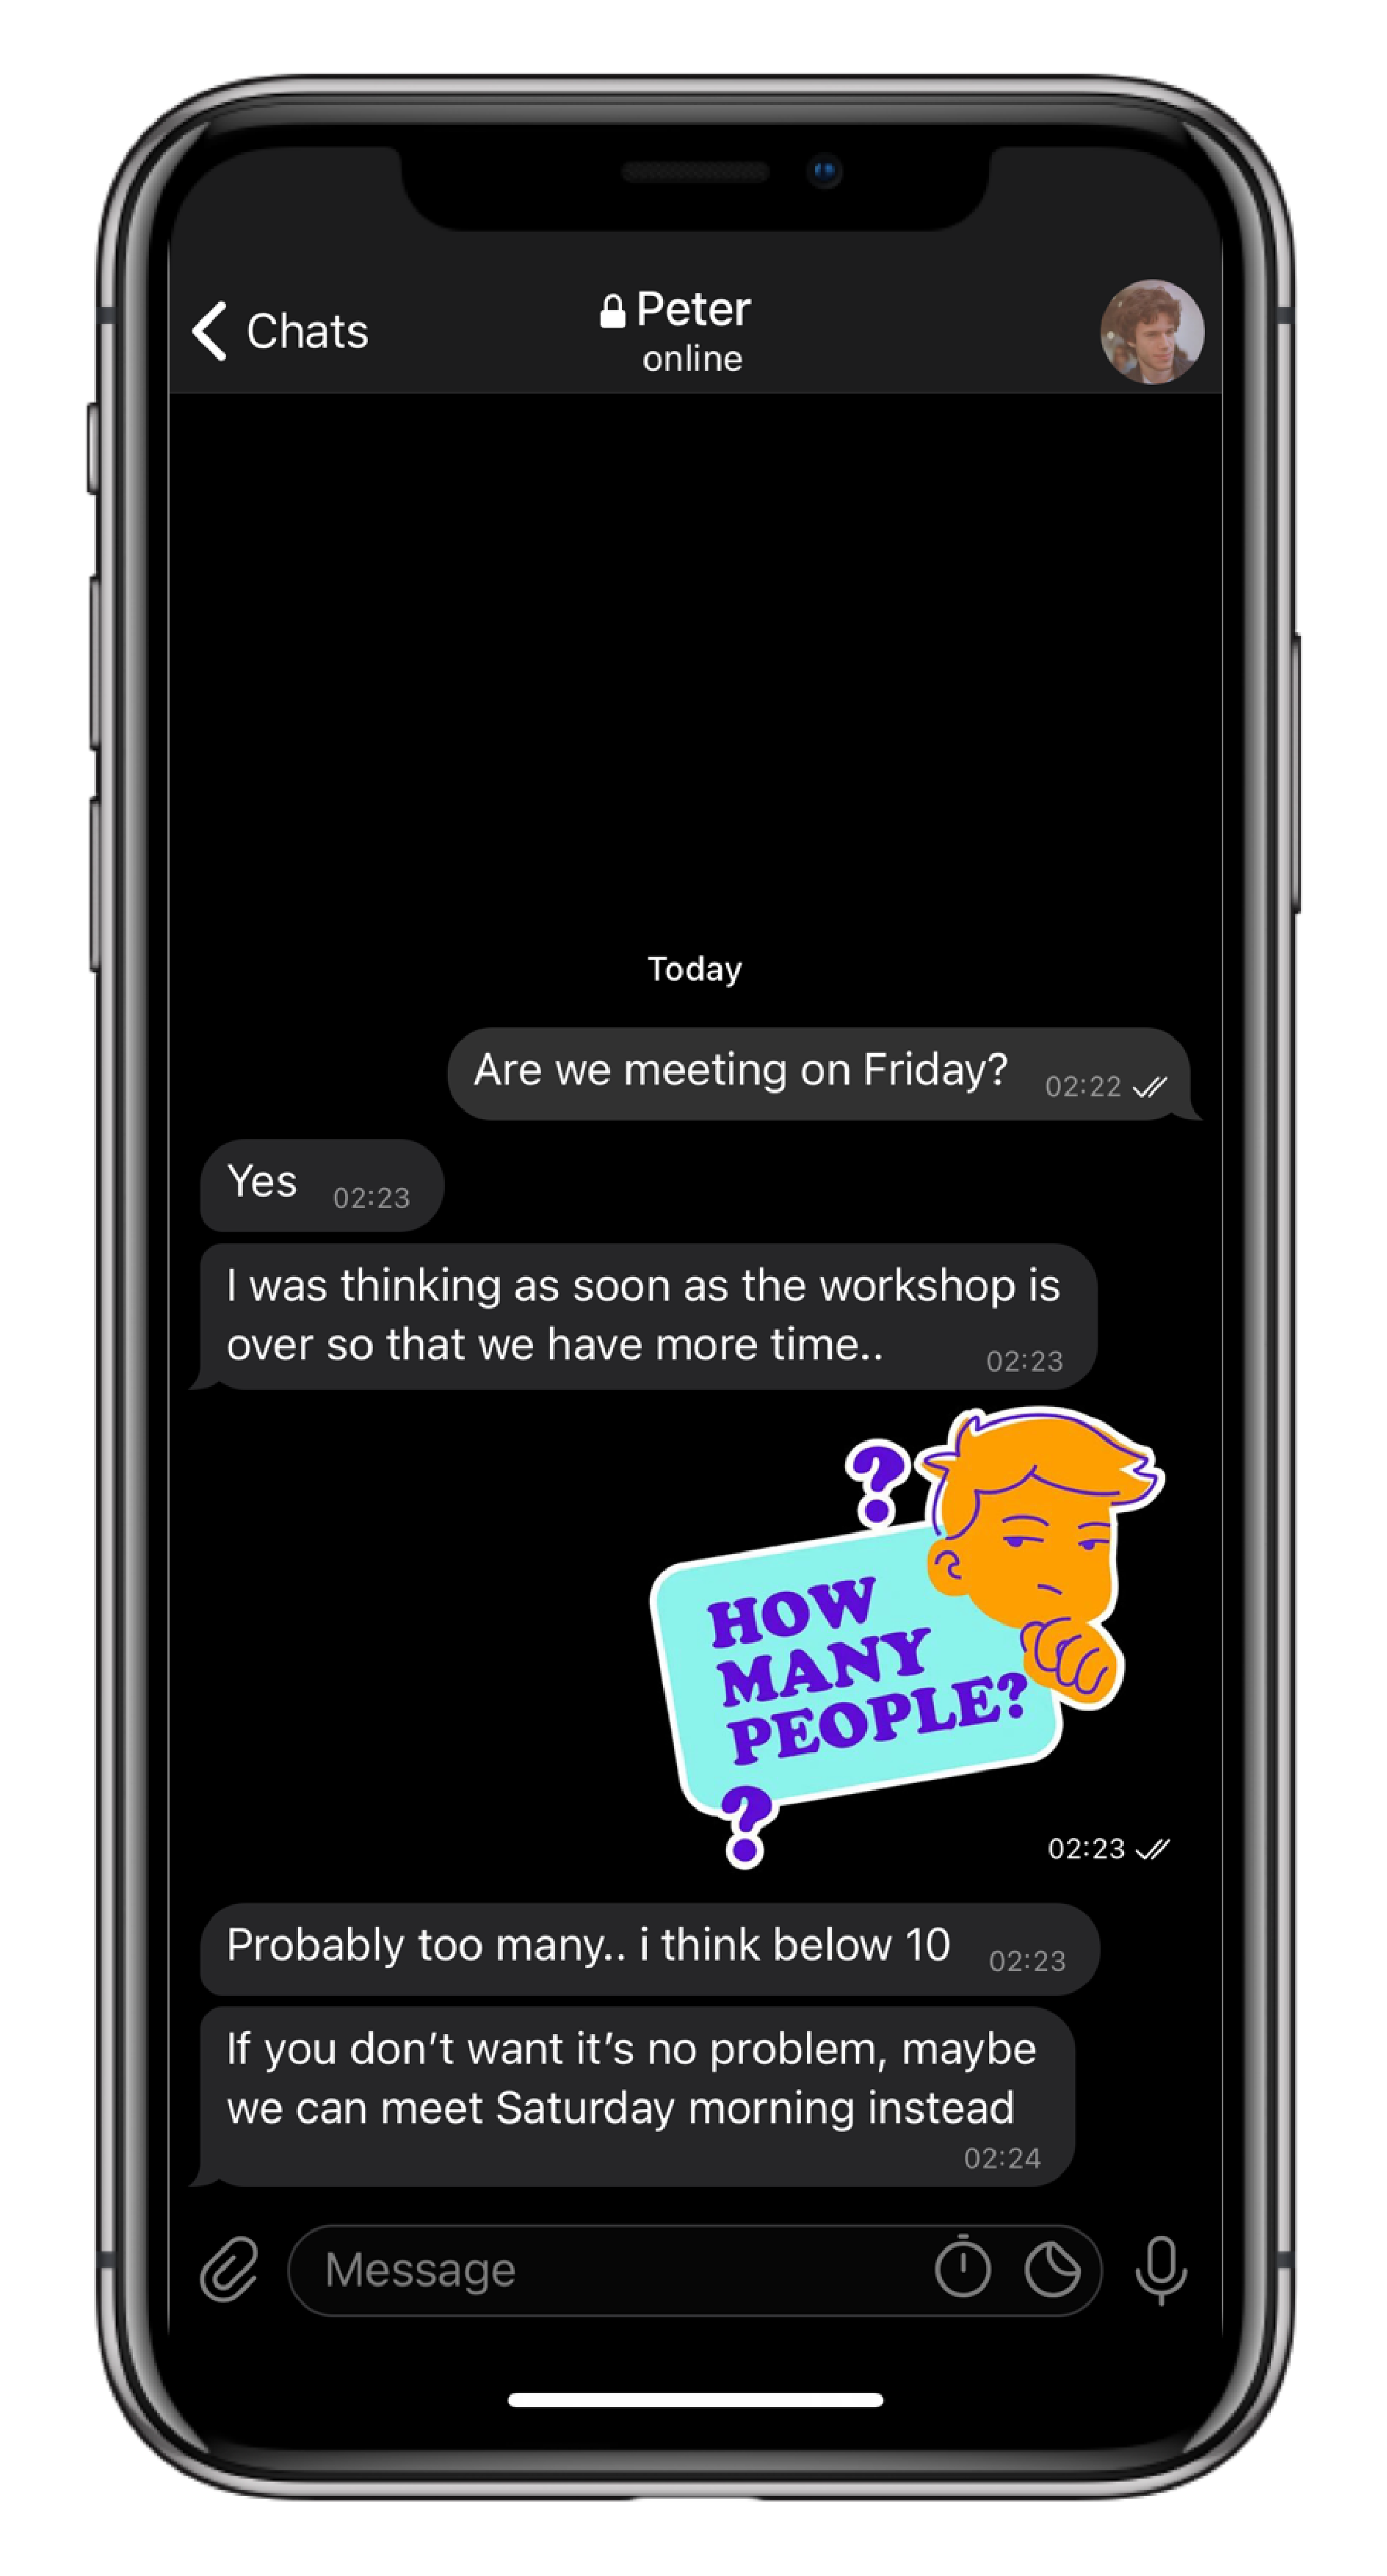 Chats
Peter
online
Today
Are we meeting on Friday?
02:22
Yes
02:23
I was thinking as soon as the workshop is
over so that we have more time..
02:23
?
HOW
MANY
PEOPLE?
?
02:23
Probably too many.. i think below 10
02:23
If you don’t want it’s no problem, maybe
we can meet Saturday morning instead
02:24
Message